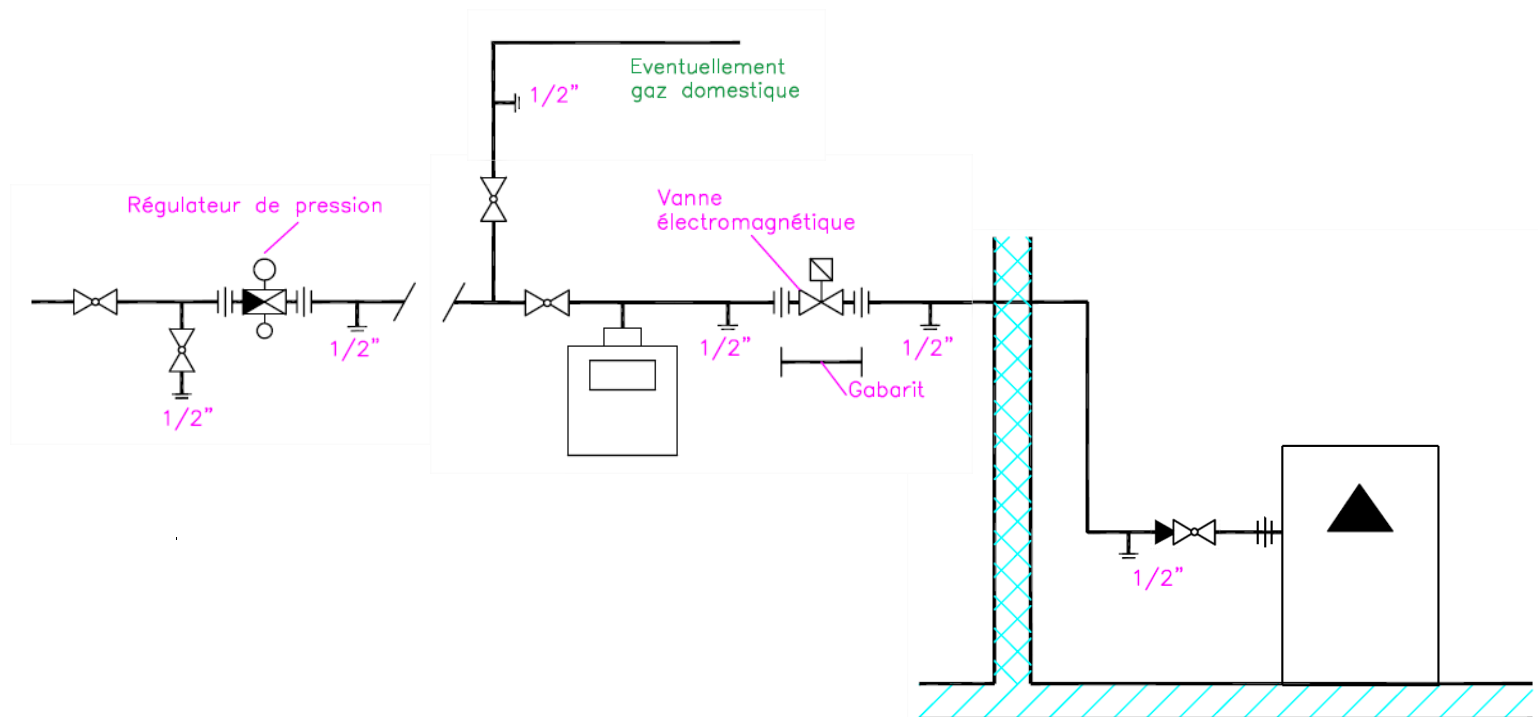 Eventuellement
gaz domestique
1/2”
Régulateur de pression
Vanne
électromagnétique
1/2”
1/2”
1/2”
Gabarit
1/2”
1/2”